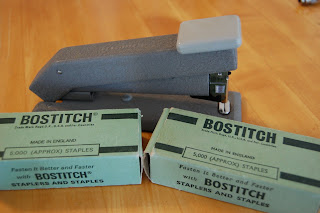 BOSTITCH®
MADE IN ENGLAND
5,000 (APPROX) STAPLES
Fasten it Better and Faster
with BOSTITCH®
STAPLERS AND STAPLES
BOSTITCH
MADE IN ENGLAND
5,000 (APPROX) STAPLES
Fasten it Better and Faster
with BOSTITCH
STAPLERS AND STAPLES